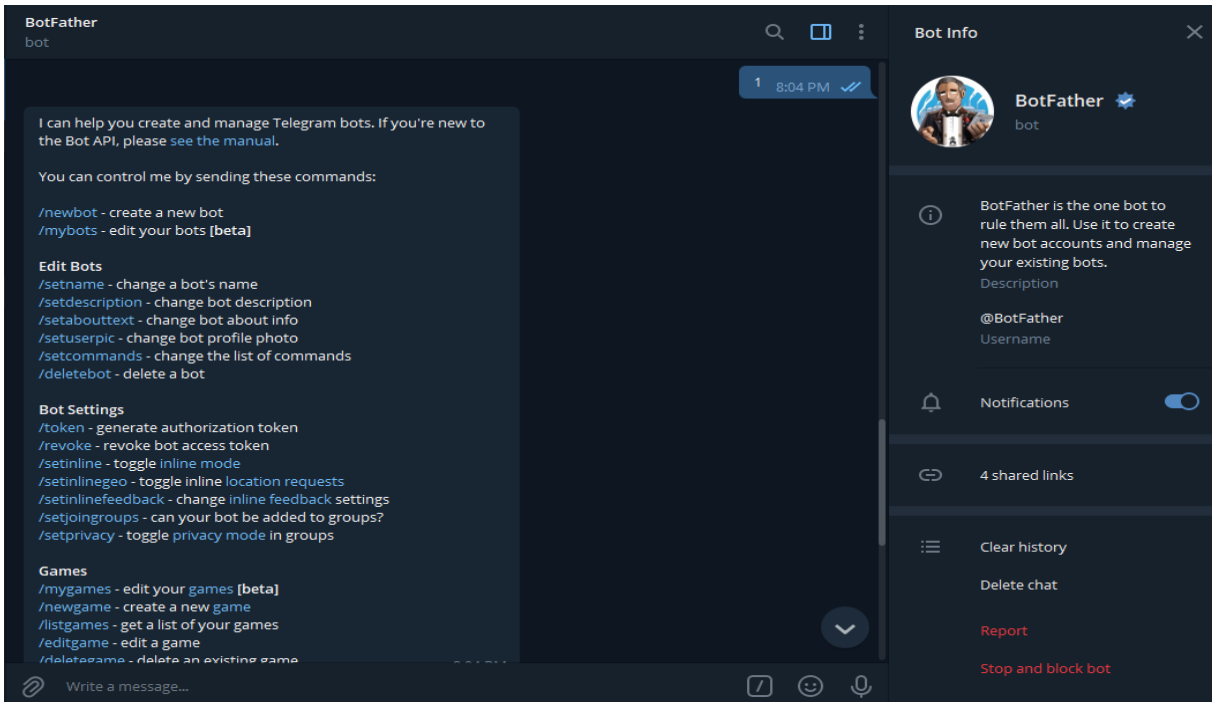 BotFather
bot
1 8:04 PM
I can help you create and manage Telegram bots. If you're new to
the Bot API, please see the manual.
You can control me by sending these commands:
/newbot - create a new bot
/mybots - edit your bots [beta]
Edit Bots
/setname - change a bot's name
/setdescription - change bot description
/setabouttext - change bot about info
/setuserpic - change bot profile photo
/setcommands - change the list of commands
/deletebot - delete a bot
Bot Settings
/token - generate authorization token
/revoke - revoke bot access token
/setinline - toggle inline mode
/setinlinegeo - toggle inline location requests
/setinlinefeedback - change inline feedback settings
/setjoingroups - can your bot be added to groups?
/setprivacy - toggle privacy mode in groups
Games
/mygames - edit your games [beta]
/newgame - create a new game
/listgames - get a list of your games
/editgame - edit a game
/deletegame - delete an existing game
Write a message...
Bot Info
BotFather
bot
BotFather is the one bot to
rule them all. Use it to create
new bot accounts and manage
your existing bots.
Description
@BotFather
Username
Notifications
4 shared links
Clear history
Delete chat
Report
Stop and block bot